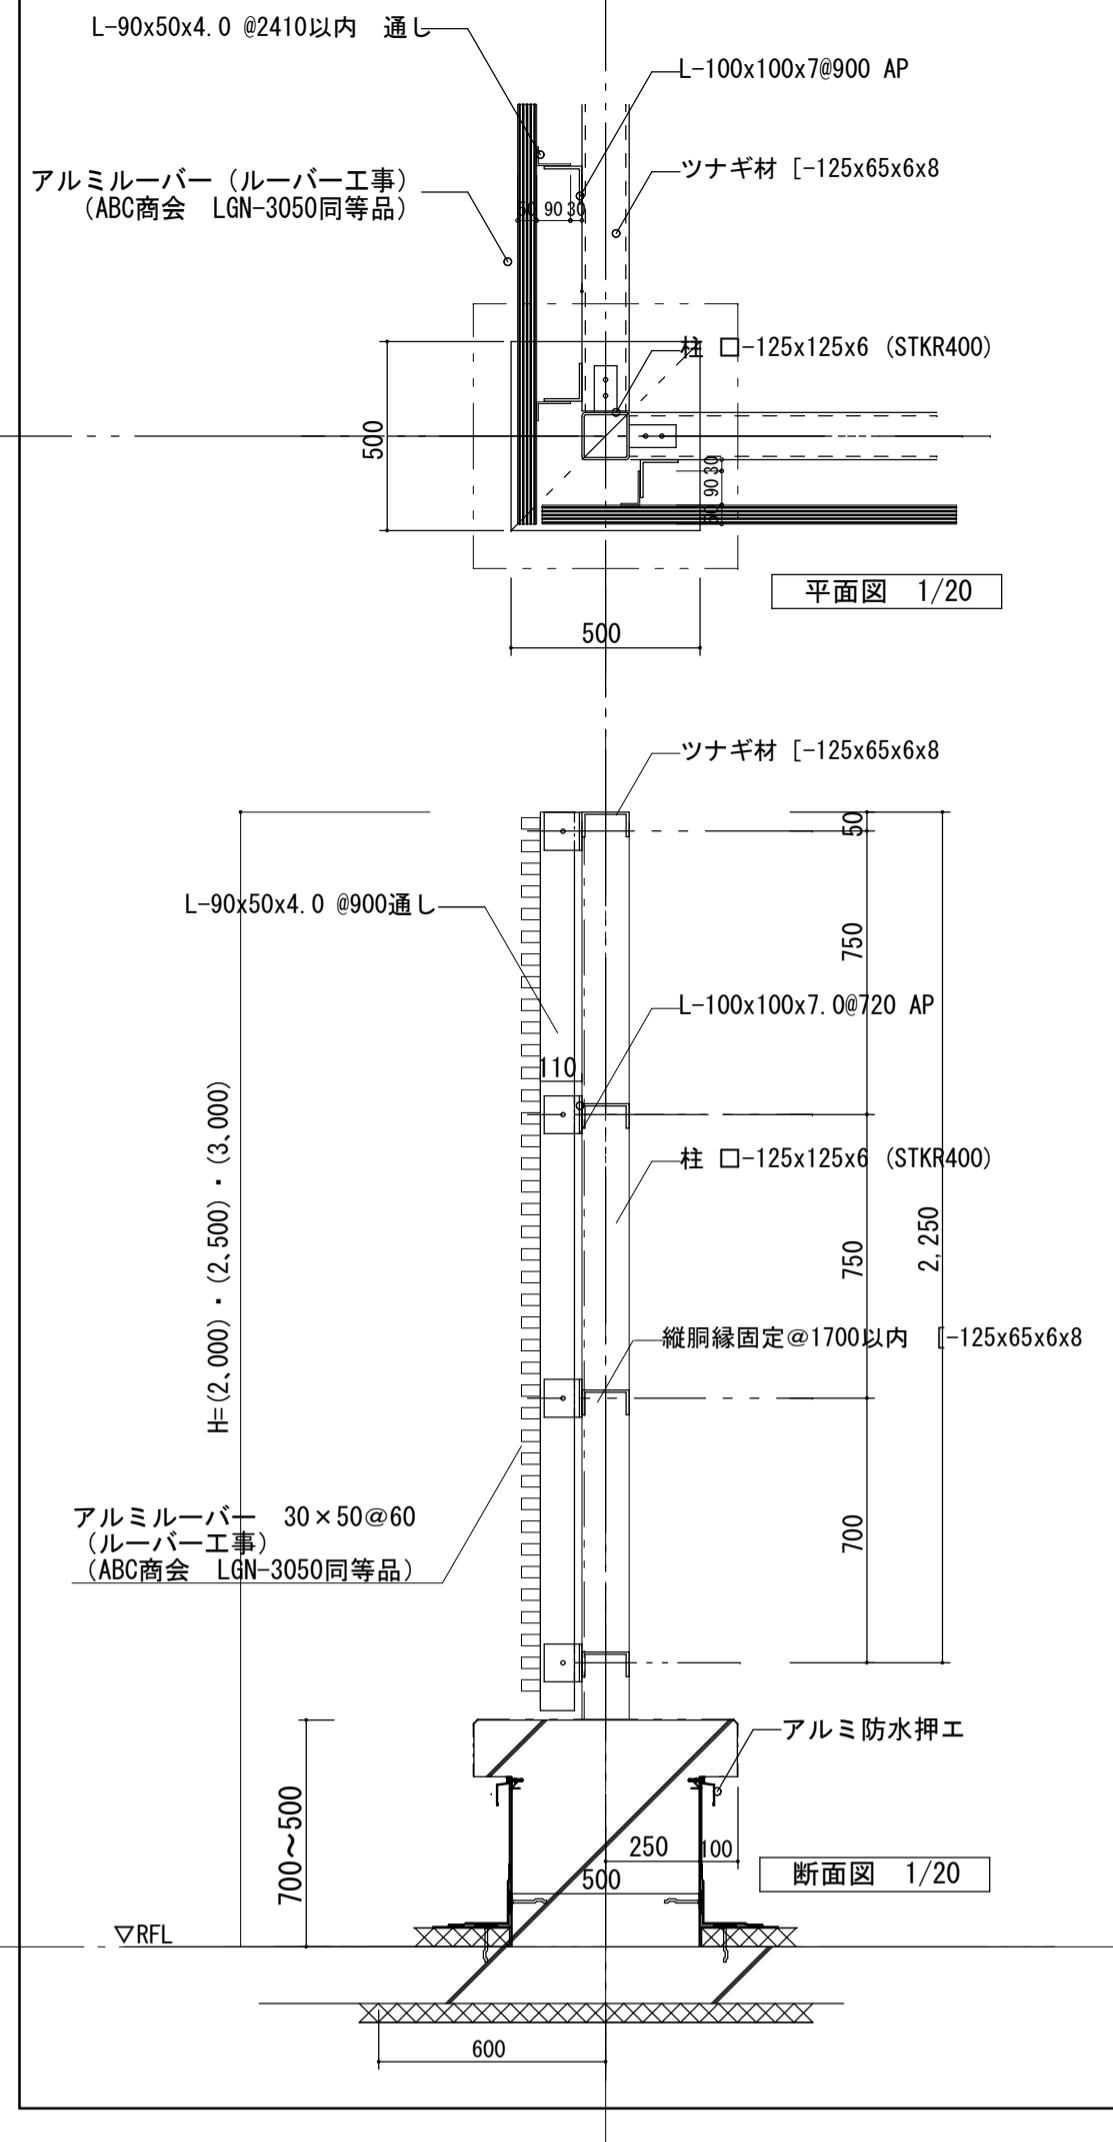 L-90x50x4.0 @2410以内　通し
L-100x100x7@900 AP
ツナギ材 [-125x65x6x8
アルミルーバー（ルーバー工事）
（ABC商会　LGN-3050同等品）
50 90 30
柱 □-125x125x6 (STKR400)
500
30
90
50
平面図　1/20
500
ツナギ材 [-125x65x6x8
50
L-90x50x4.0 @900通し
750
L-100x100x7.0@720 AP
110
H=(2,000)・(2,500)・(3,000)
柱 □-125x125x6 (STKR400)
2,250
750
縦胴縁固定@1700以内　[-125x65x6x8
アルミルーバー　30×50@60
（ルーバー工事）
（ABC商会　LGN-3050同等品）
700
アルミ防水押エ
700～500
250
100
断面図　1/20
500
▽RFL
600